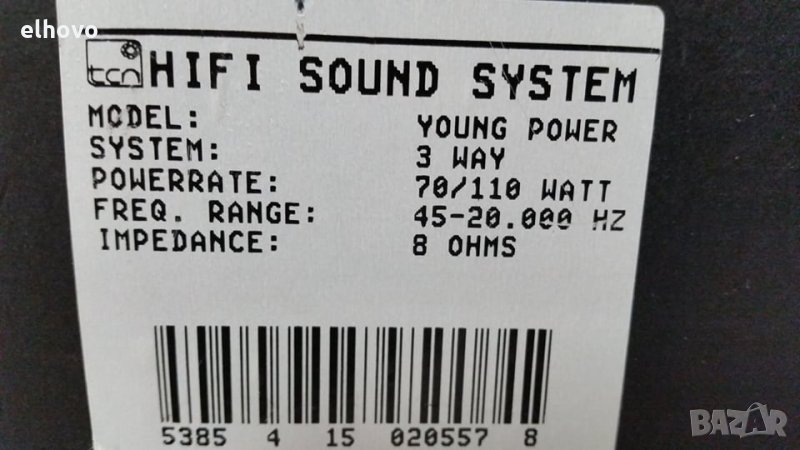 elhovo
tcn HIFI SOUND SYSTEM
MODEL: YOUNG POWER
SYSTEM: 3 WAY
POWERRATE: 70/110 WATT
FREQ. RANGE: 45-20.000 HZ
IMPEDANCE: 8 OHMS
5385 4 15 020557 8
BAZAR